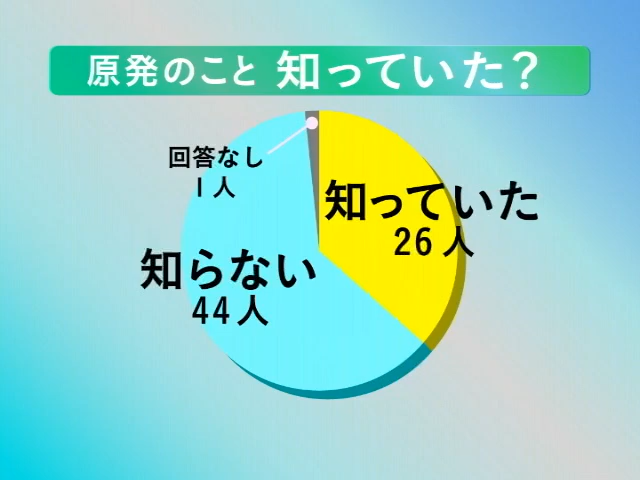 原発のこと 知っていた？
回答なし
1人
知っていた
26人
知らない
44人